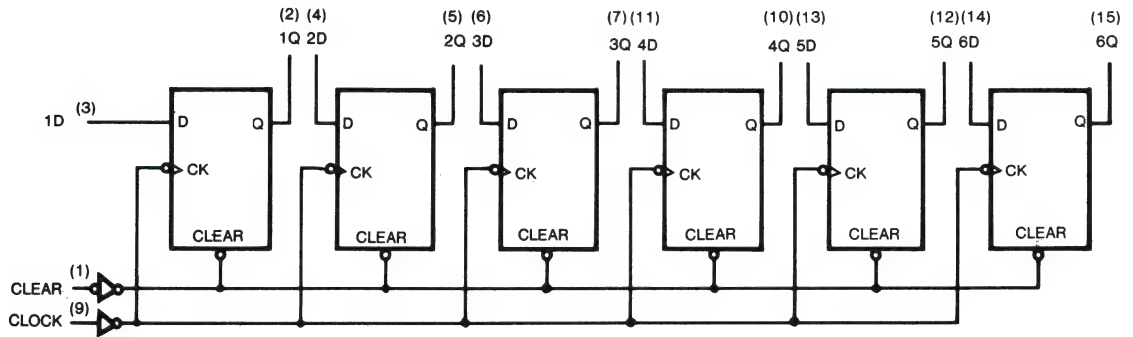 (2) (4) (5) (6) (7) (11) (10) (13) (12) (14) (15)
1Q 2D 2Q 3D 3Q 4D 4Q 5D 5Q 6D 6Q
1D (3)
D Q D Q D Q D Q D Q D Q
CK CK CK CK CK CK
CLEAR CLEAR CLEAR CLEAR CLEAR CLEAR
CLEAR (1)
CLOCK (9)